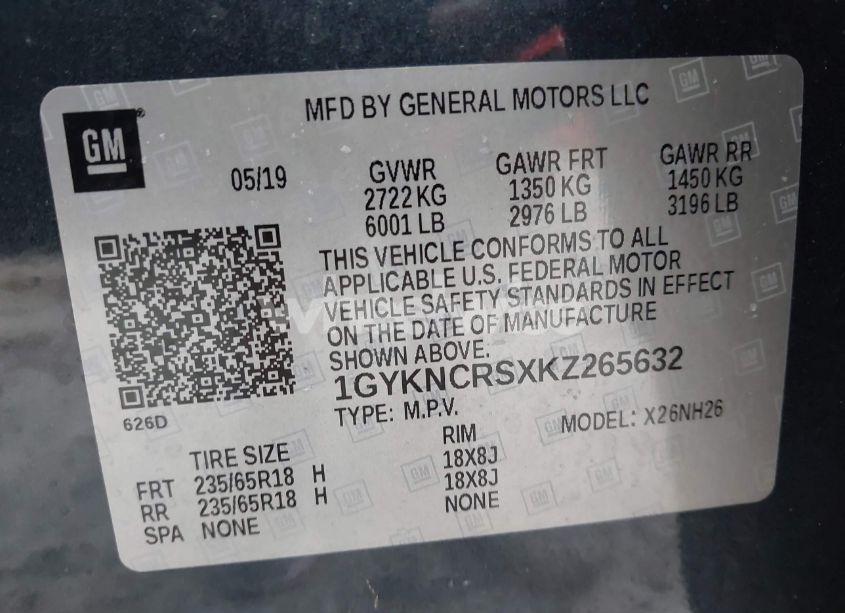 MFD BY GENERAL MOTORS LLC
GM
05/19
GVWR
2722 KG
6001 LB
GAWR FRT
1350 KG
2976 LB
GAWR RR
1450 KG
3196 LB
THIS VEHICLE CONFORMS TO ALL
APPLICABLE U.S. FEDERAL MOTOR
VEHICLE SAFETY STANDARDS IN EFFECT
ON THE DATE OF MANUFACTURE
SHOWN ABOVE.
1GYKNCRSXKZ265632
TYPE: M.P.V.
MODEL: X26NH26
626D
TIRE SIZE RIM
FRT 235/65R18 H 18X8J
RR 235/65R18 H 18X8J
SPA NONE NONE